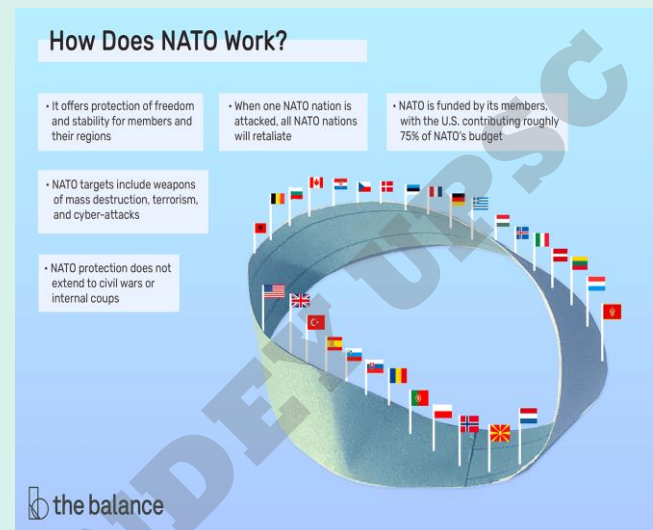 How Does NATO Work?
• It offers protection of freedom
and stability for members and
their regions
• When one NATO nation is
attacked, all NATO nations
will retaliate
• NATO is funded by its members,
with the U.S. contributing roughly
75% of NATO's budget
• NATO targets include weapons
of mass destruction, terrorism,
and cyber-attacks
• NATO protection does not
extend to civil wars or
internal coups
the balance
NDEY UPSC